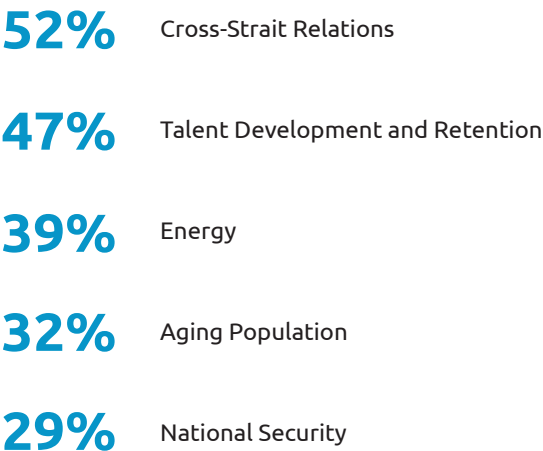 52% Cross-Strait Relations
47% Talent Development and Retention
39% Energy
32% Aging Population
29% National Security